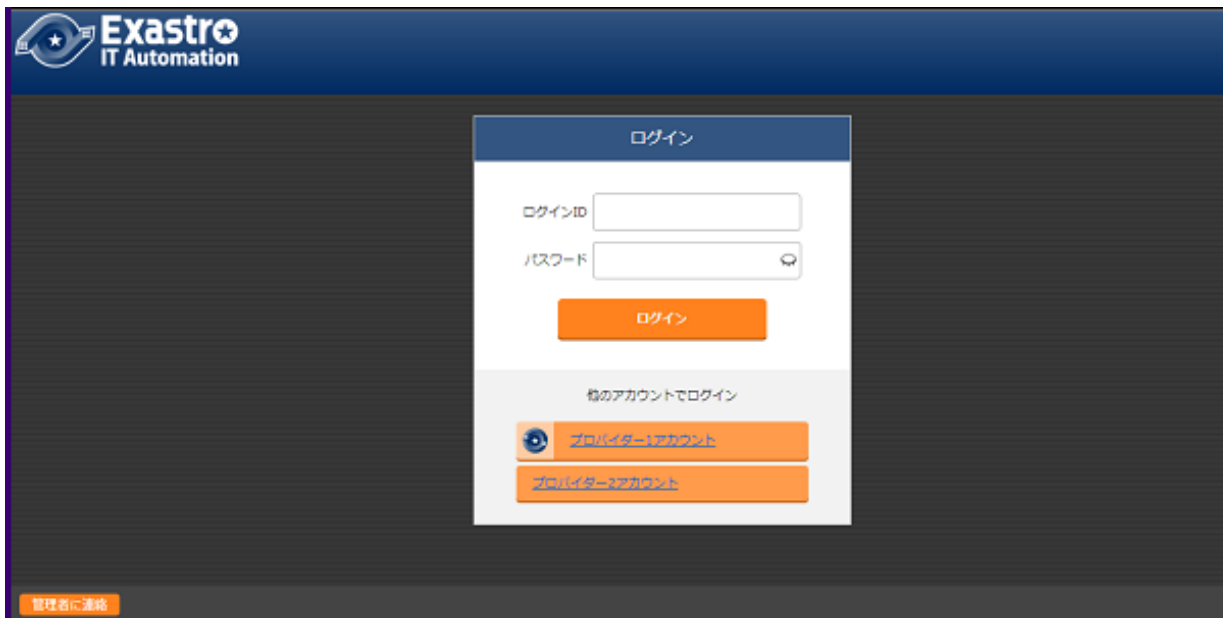 Exastro
IT Automation
ログイン
ログインID
パスワード
ログイン
他のアカウントでログイン
プロバイダー1アカウント
プロバイダー2アカウント
管理者に連絡